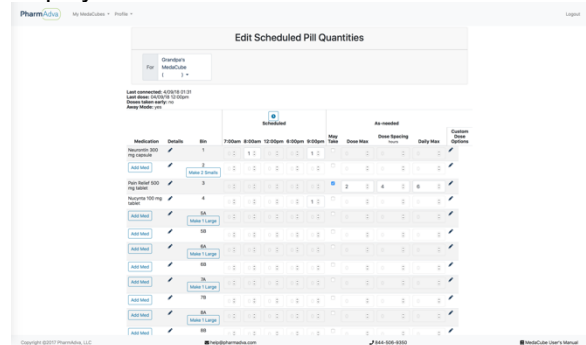 PharmAdva My MedaCubes Profile Logout
Edit Scheduled Pill Quantities
For Grandpa's MedaCube ( )
Last connected: 4/09/18 01:31
Last dose: 04/09/18 12:00pm
Doses taken early: no
Away Mode: yes
Scheduled As-needed
Medication Details Bin 7:00am 8:00am 12:00pm 6:00pm 9:00pm May Take Dose Max Dose Spacing Hours Daily Max Custom Dose Options
Neurontin 300 mg capsule 1 1 1
Add Med 2 Make 2 Smalls
Pain Relief 500 mg tablet 3 2 4 6
Nucynta 100 mg tablet 4 1
Add Med 5A Make 1 Large
Add Med 5B
Add Med 6A Make 1 Large
Add Med 6B
Add Med 7A Make 1 Large
Add Med 7B
Add Med 8A Make 1 Large
Add Med 8B
Copyright @2017 PharmAdva, LLC help@pharmadva.com 844-506-6350 MedaCube User's Manual